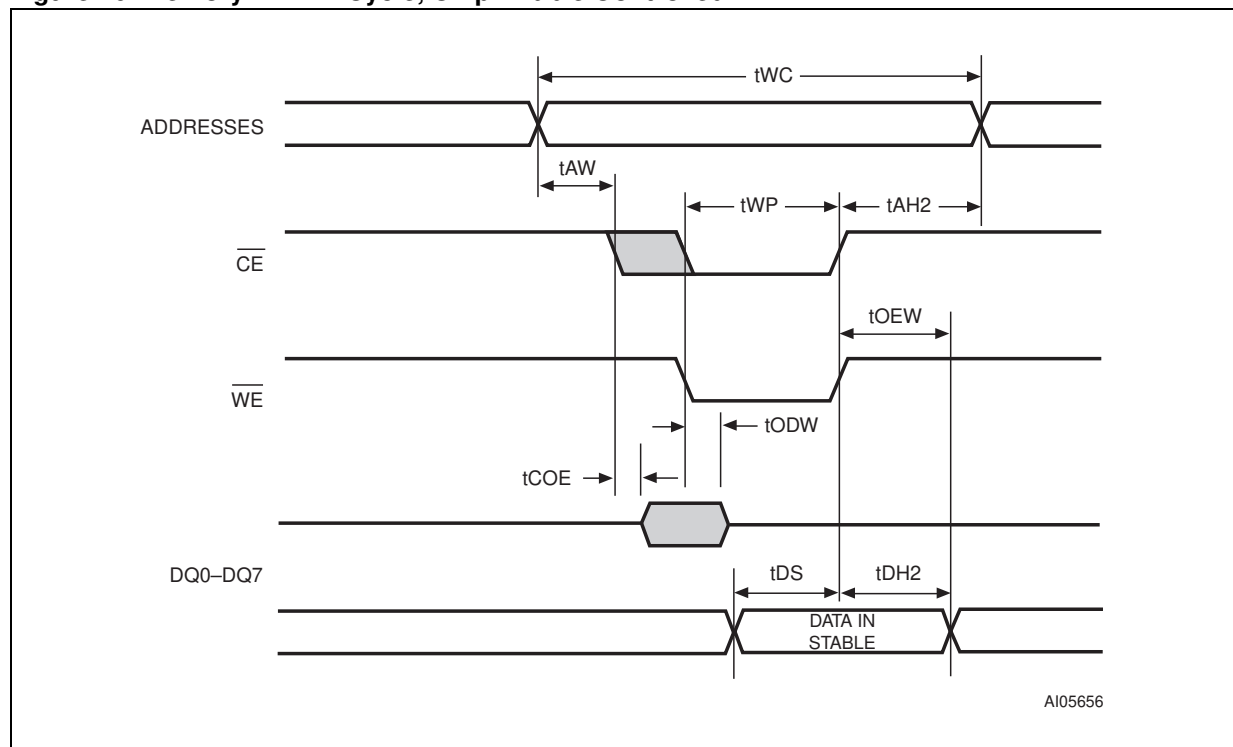 tWC
ADDRESSES
tAW
tWP
tAH2
CE
tOEW
WE
tODW
tCOE
DQ0–DQ7
tDS
tDH2
DATA IN
STABLE
AI05656